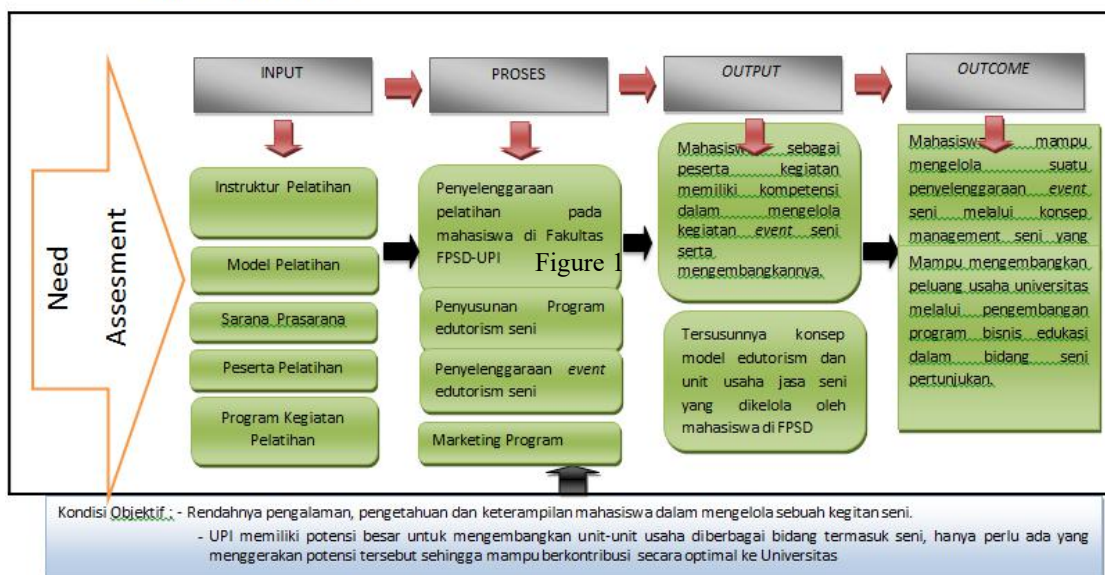 Need
Assesment
INPUT
PROSES
OUTPUT
OUTCOME
Instruktur Pelatihan
Model Pelatihan
Sarana Prasarana
Peserta Pelatihan
Program Kegiatan
Pelatihan
Penyelenggaraan
pelatihan pada
mahasiswa di Fakultas
FPSD-UPI
Figure 1
Penyusunan Program
edutorism seni
Penyelenggaraan event
edutorism seni
Marketing Program
Mahasiswa sebagai
peserta kegiatan
memiliki kompetensi
dalam mengelola
kegiatan event seni
serta
mengembangkannya.
Tersusunnya konsep
model edutorism dan
unit usaha jasa seni
yang dikelola oleh
mahasiswa di FPSD
Mahasiswa mampu
mengelola suatu
penyelenggaraan event
seni melalui konsep
management seni yang
Mampu mengembangkan
peluang usaha universitas
melalui pengembangan
program bisnis edukasi
dalam bidang seni
pertunjukan.
Kondisi Objektif : - Rendahnya pengalaman, pengetahuan dan keterampilan mahasiswa dalam mengelola sebuah kegitan seni.
- UPI memiliki potensi besar untuk mengembangkan unit-unit usaha diberbagai bidang termasuk seni, hanya perlu ada yang
menggerakan potensi tersebut sehingga mampu berkontribusi secara optimal ke Universitas